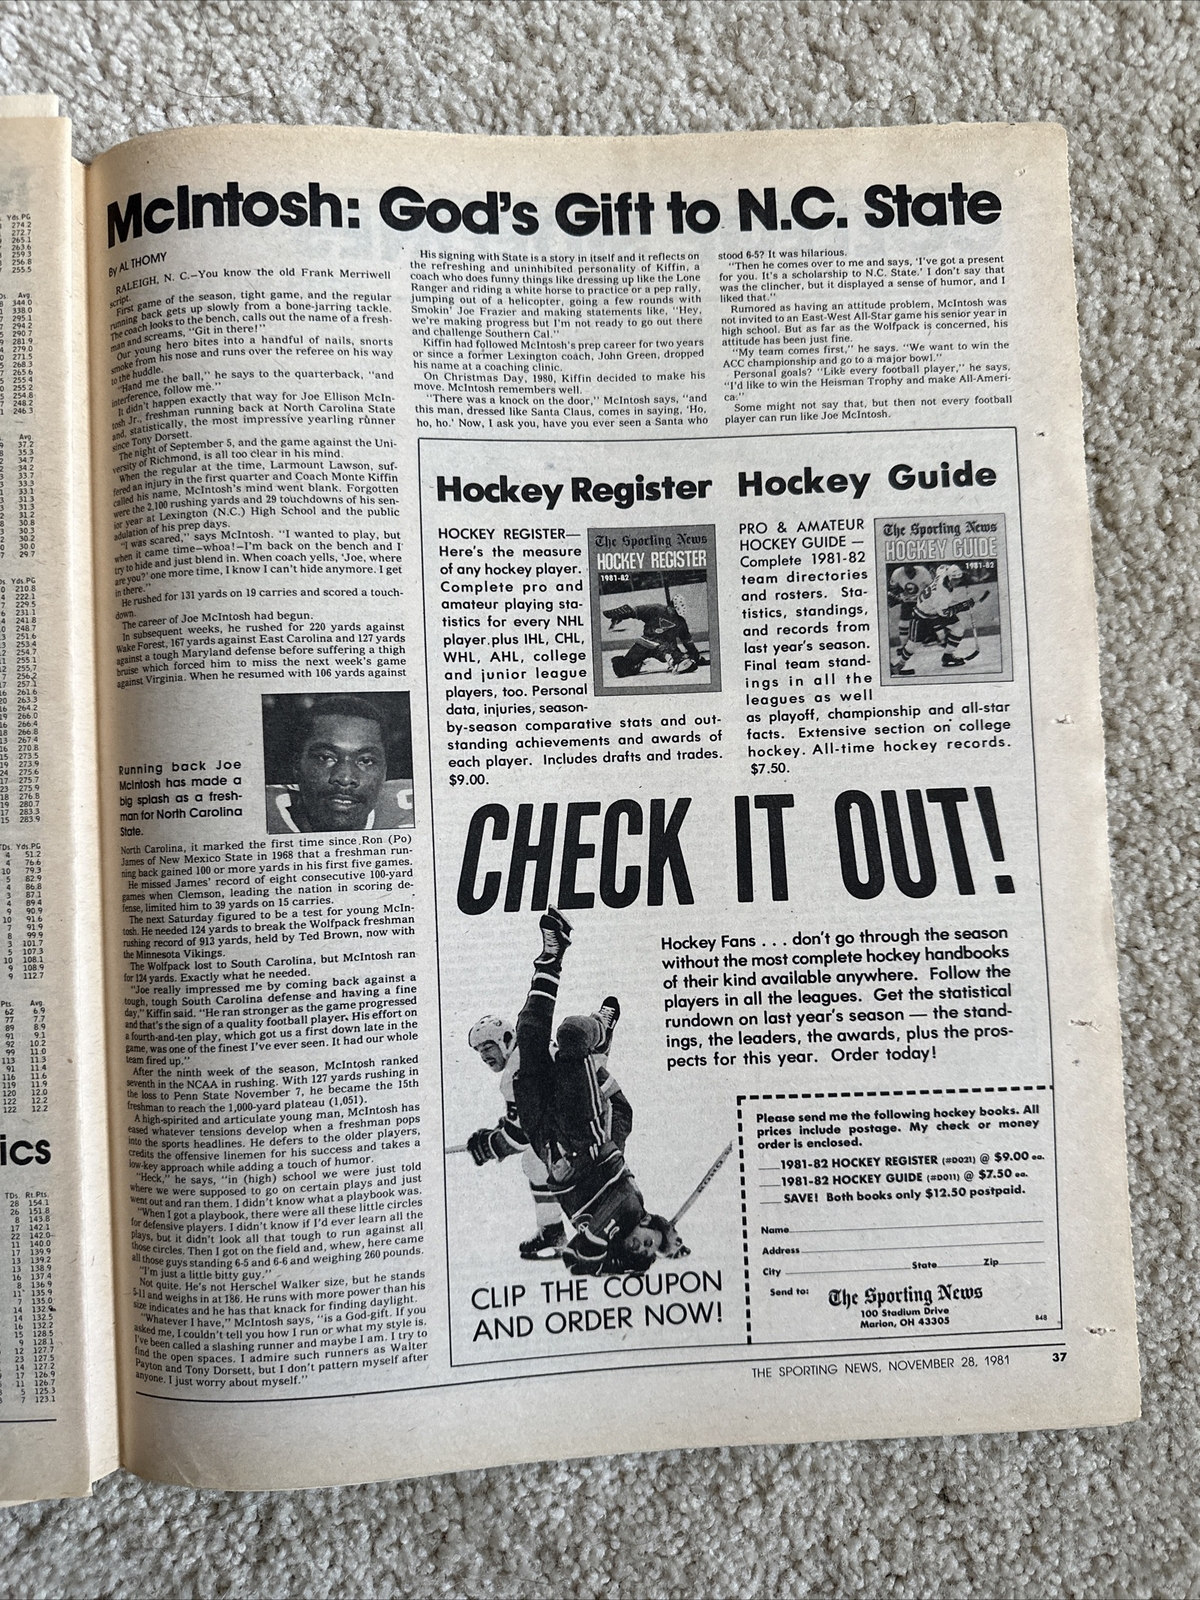 McIntosh: God's Gift to N.C. State
By AL THOMY
RALEIGH, N. C.—You know the old Frank Merriwell
script.
First game of the season, tight game, and the regular
running back gets up slowly from a bone-jarring tackle.
The coach looks to the bench, calls out the name of a fresh-
man and screams. "Git in there!"
Our young hero bites into a handful of nails, snorts
smoke from his nose and runs over the referee on his way
to the huddle.
"Hand me the ball," he says to the quarterback, "and
interference, follow me."
It didn't happen exactly that way for Joe Ellison McIn-
tosh Jr., freshman running back at North Carolina State
and, statistically, the most impressive yearling runner
since Tony Dorsett.
The night of September 5, and the game against the Uni-
versity of Richmond, is all too clear in his mind.
When the regular at the time, Larmount Lawson, suf-
fered an injury in the first quarter and Coach Monte Kiffin
called his name, McIntosh's mind went blank. Forgotten
were the 2,100 rushing yards and 29 touchdowns of his sen-
ior year at Lexington (N.C.) High School and the public
adulation of his prep days.
"I was scared," says McIntosh. "I wanted to play, but
when it came time—whoa!—I'm back on the bench and I
try to hide and just blend in. When coach yells, 'Joe, where
are you?' one more time, I know I can't hide anymore. I get
in there."
He rushed for 131 yards on 19 carries and scored a touch-
down.
The career of Joe McIntosh had begun.
In subsequent weeks, he rushed for 220 yards against
Wake Forest, 167 yards against East Carolina and 127 yards
against a tough Maryland defense before suffering a thigh
bruise which forced him to miss the next week's game
against Virginia. When he resumed with 106 yards against
Running back Joe
McIntosh has made a
big splash as a fresh-
man for North Carolina
State.
North Carolina, it marked the first time since Ron (Po)
James of New Mexico State in 1968 that a freshman run-
ning back gained 100 or more yards in his first five games.
He missed James' record of eight consecutive 100-yard
games when Clemson, leading the nation in scoring de-
fense, limited him to 39 yards on 15 carries.
The next Saturday figured to be a test for young McIn-
tosh. He needed 124 yards to break the Wolfpack freshman
rushing record of 913 yards, held by Ted Brown, now with
the Minnesota Vikings.
The Wolfpack lost to South Carolina, but McIntosh ran
for 124 yards. Exactly what he needed.
"Joe really impressed me by coming back against a
tough, tough South Carolina defense and having a fine
day," Kiffin said. "He ran stronger as the game progressed
and that's the sign of a quality football player. His effort on
a fourth-and-ten play, which got us a first down late in the
game, was one of the finest I've ever seen. It had our whole
team fired up."
After the ninth week of the season, McIntosh ranked
seventh in the NCAA in rushing. With 127 yards rushing in
the loss to Penn State November 7, he became the 15th
freshman to reach the 1,000-yard plateau (1,051).
A high-spirited and articulate young man, McIntosh has
eased whatever tensions develop when a freshman pops
into the sports headlines. He defers to the older players,
credits the offensive linemen for his success and takes a
low-key approach while adding a touch of humor.
"Heck," he says, "in (high) school we were just told
where we were supposed to go on certain plays and just
went out and ran them. I didn't know what a playbook was.
"When I got a playbook, there were all these little circles
for defensive players. I didn't know if I'd ever learn all the
plays, but it didn't look all that tough to run against all
those circles. Then I got on the field and, whew, here came
all those guys standing 6-5 and 6-6 and weighing 260 pounds.
"I'm just a little bitty guy."
Not quite. He's not Herschel Walker size, but he stands
5-11 and weighs in at 186. He runs with more power than his
size indicates and he has that knack for finding daylight.
"Whatever I have," McIntosh says, "is a God-gift. If you
asked me, I couldn't tell you how I run or what my style is.
I've been called a slashing runner and maybe I am. I try to
find the open spaces. I admire such runners as Walter
Payton and Tony Dorsett, but I don't pattern myself after
anyone. I just worry about myself."
His signing with State is a story in itself and it reflects on
the refreshing and uninhibited personality of Kiffin, a
coach who does funny things like dressing up like the Lone
Ranger and riding a white horse to practice or a pep rally,
jumping out of a helicopter, going a few rounds with
Smokin' Joe Frazier and making statements like, "Hey,
we're making progress but I'm not ready to go out there
and challenge Southern Cal."
Kiffin had followed McIntosh's prep career for two years
or since a former Lexington coach, John Green, dropped
his name at a coaching clinic.
On Christmas Day, 1980, Kiffin decided to make his
move. McIntosh remembers well.
"There was a knock on the door," McIntosh says, "and
this man, dressed like Santa Claus, comes in saying, 'Ho,
ho, ho.' Now, I ask you, have you ever seen a Santa who
stood 6-5? It was hilarious.
"Then he comes over to me and says, 'I've got a present
for you. It's a scholarship to N.C. State.' I don't say that
was the clincher, but it displayed a sense of humor, and I
liked that."
Rumored as having an attitude problem, McIntosh was
not invited to an East-West All-Star game his senior year in
high school. But as far as the Wolfpack is concerned, his
attitude has been just fine.
"My team comes first," he says. "We want to win the
ACC championship and go to a major bowl."
Personal goals? "Like every football player," he says,
"I'd like to win the Heisman Trophy and make All-Ameri-
ca."
Some might not say that, but then not every football
player can run like Joe McIntosh.
Hockey Register
HOCKEY REGISTER—
Here's the measure
of any hockey player.
Complete pro and
amateur playing sta-
tistics for every NHL
player plus IHL, CHL,
WHL, AHL, college
and junior league
players, too. Personal
data, injuries, season-
by-season comparative stats and out-
standing achievements and awards of
each player. Includes drafts and trades.
$9.00.
The Sporting News
HOCKEY REGISTER
1981-82
Hockey Guide
PRO & AMATEUR
HOCKEY GUIDE —
Complete 1981-82
team directories
and rosters. Sta-
tistics, standings,
and records from
last year's season.
Final team stand-
ings in all the
leagues as well
as playoff, championship and all-star
facts. Extensive section on college
hockey. All-time hockey records.
$7.50.
The Sporting News
HOCKEY GUIDE
1981-82
CHECK IT OUT!
Hockey Fans . . . don't go through the season
without the most complete hockey handbooks
of their kind available anywhere. Follow the
players in all the leagues. Get the statistical
rundown on last year's season — the stand-
ings, the leaders, the awards, plus the pros-
pects for this year. Order today!
CLIP THE COUPON
AND ORDER NOW!
Please send me the following hockey books. All
prices include postage. My check or money
order is enclosed.
1981-82 HOCKEY REGISTER (#D021) @ $9.00 ea.
1981-82 HOCKEY GUIDE (#D011) @ $7.50 ea.
SAVE! Both books only $12.50 postpaid.
Name
Address
City State Zip
Send to: The Sporting News
100 Stadium Drive
Marion, OH 43305
848
THE SPORTING NEWS, NOVEMBER 28, 1981 37